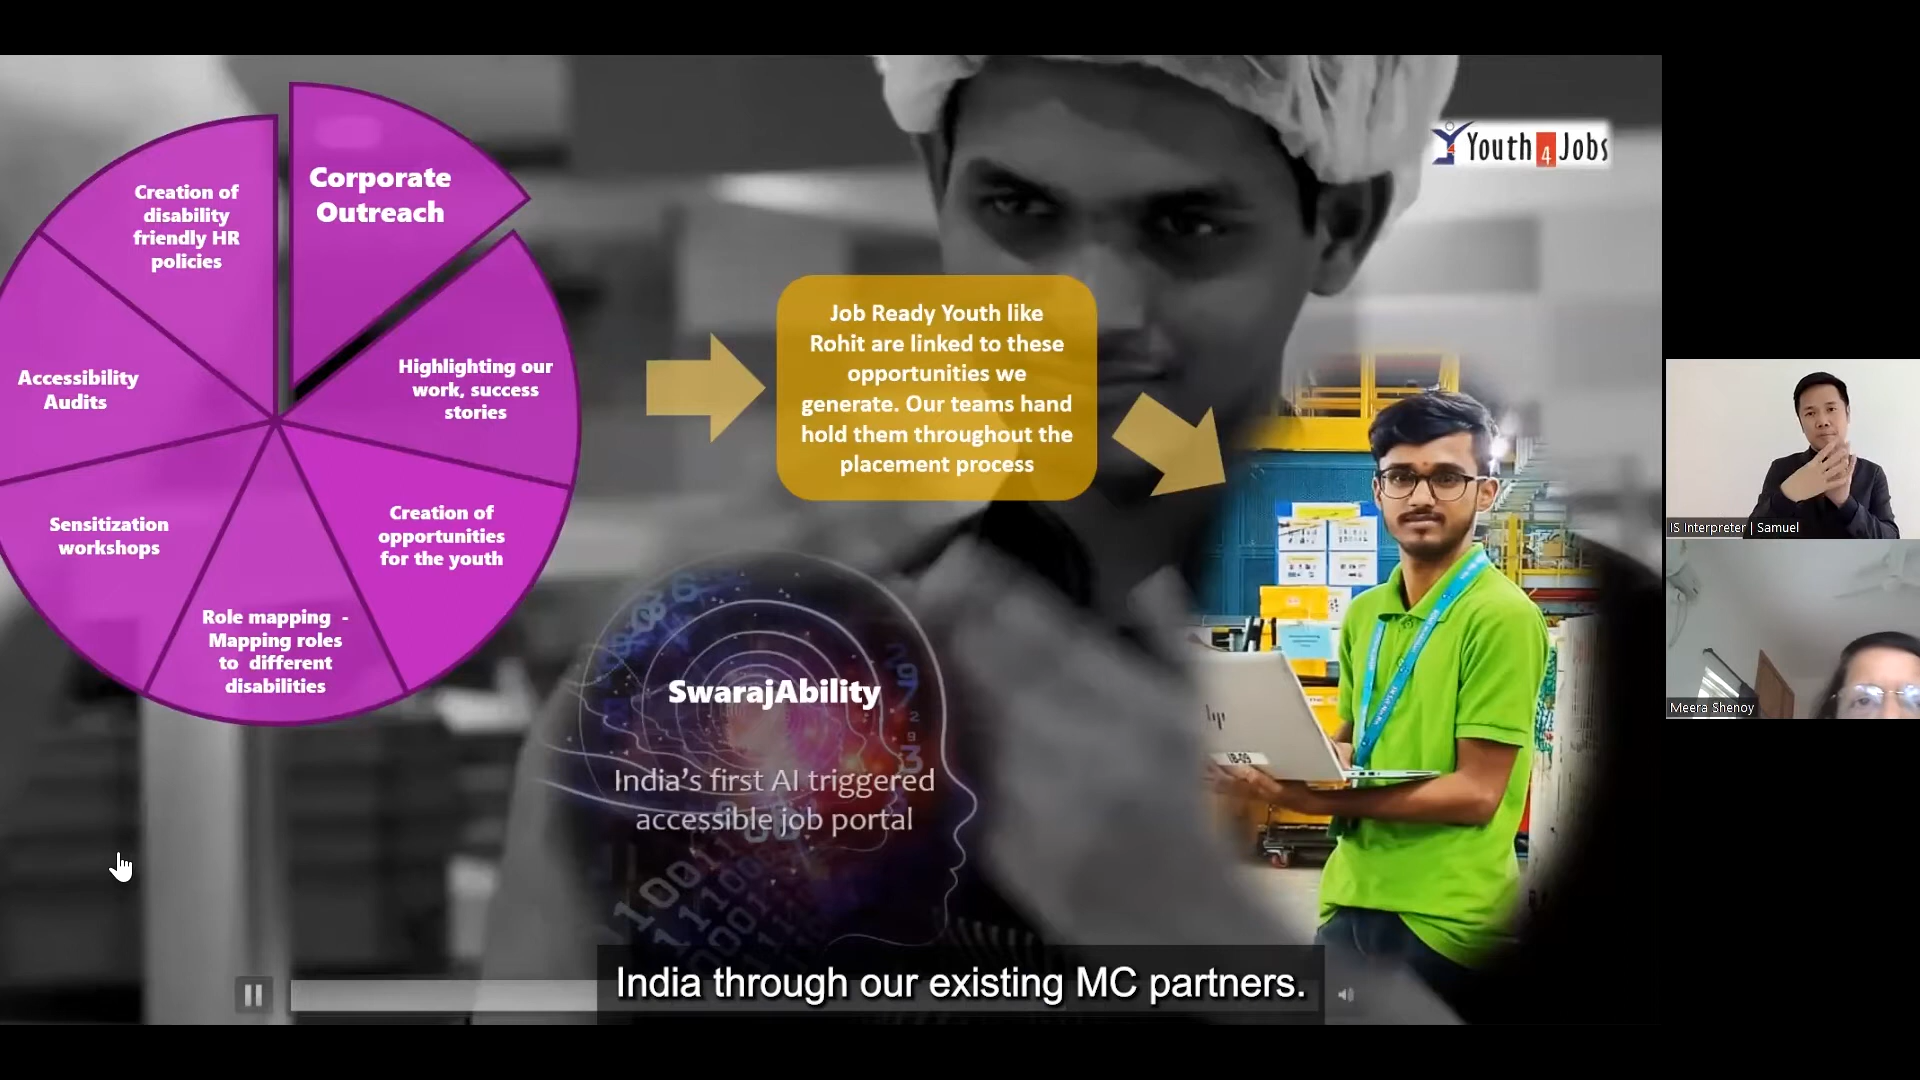 Creation of
disability
friendly HR
policies
Corporate
Outreach
Accessibility
Audits
Highlighting our
work, success
stories
Sensitization
workshops
Creation of
opportunities
for the youth
Role mapping -
Mapping roles
to different
disabilities
Job Ready Youth like
Rohit are linked to these
opportunities we
generate. Our teams hand
hold them throughout the
placement process
Youth 4 Jobs
SwarajAbility
India's first AI triggered
accessible job portal
India through our existing MC partners.
IS Interpreter | Samuel
Meera Shenoy